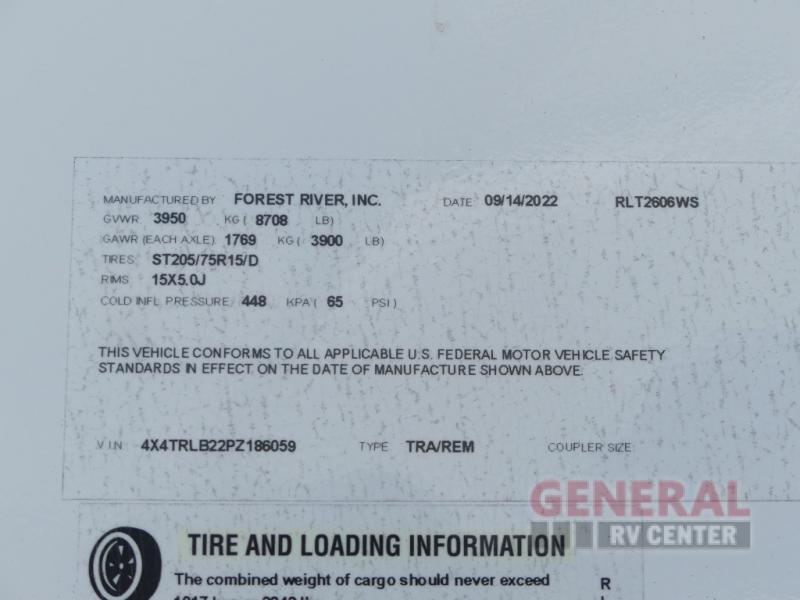 MANUFACTURED BY FOREST RIVER, INC. DATE 09/14/2022 RLT2606WS
GVWR 3950 KG ( 8708 LB)
GAWR (EACH AXLE) 1769 KG ( 3900 LB)
TIRES ST205/75R15/D
RIMS 15X5.0J
COLD INFL PRESSURE 448 KPA ( 65 PSI )
THIS VEHICLE CONFORMS TO ALL APPLICABLE U.S. FEDERAL MOTOR VEHICLE SAFETY
STANDARDS IN EFFECT ON THE DATE OF MANUFACTURE SHOWN ABOVE.
VIN 4X4TRLB22PZ186059 TYPE TRA/REM COUPLER SIZE
GENERAL
RV CENTER
TIRE AND LOADING INFORMATION
The combined weight of cargo should never exceed R